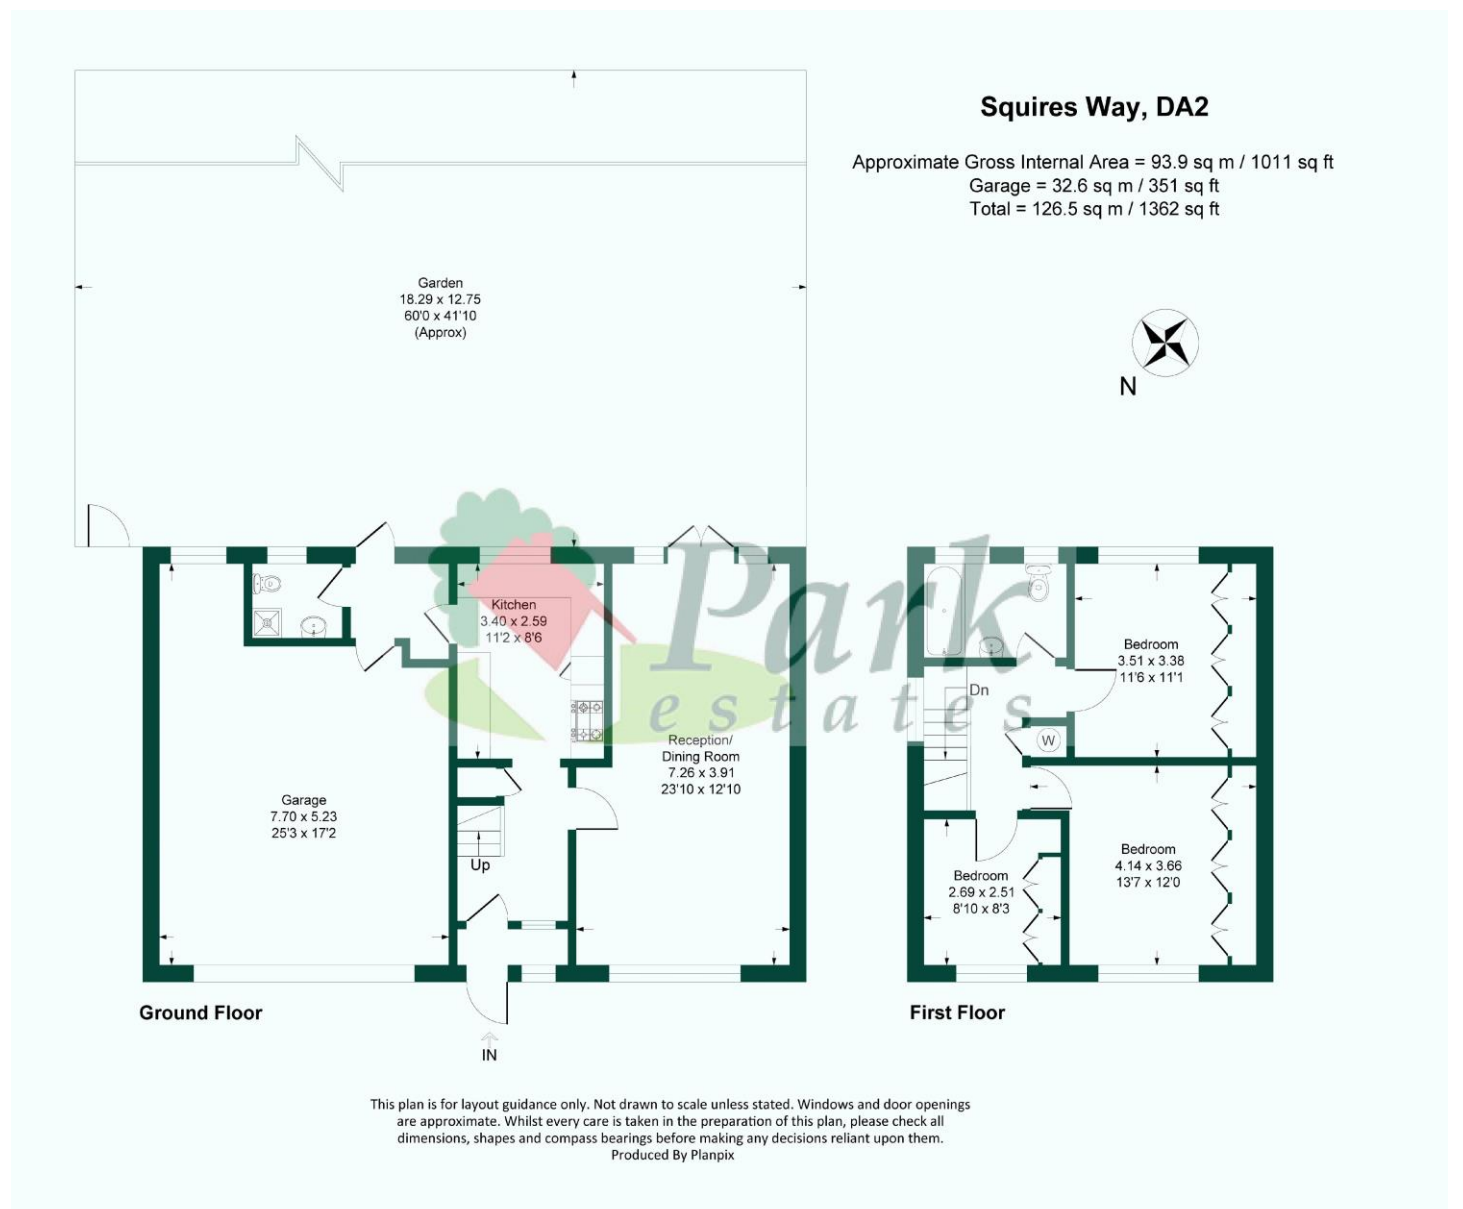 Squires Way, DA2
Approximate Gross Internal Area = 93.9 sq m / 1011 sq ft
Garage = 32.6 sq m / 351 sq ft
Total = 126.5 sq m / 1362 sq ft
Garden
18.29 x 12.75
60'0 x 41'10
(Approx)
N
Park
estates
Kitchen
3.40 x 2.59
11'2 x 8'6
Reception/
Dining Room
7.26 x 3.91
23'10 x 12'10
Garage
7.70 x 5.23
25'3 x 17'2
Up
IN
Ground Floor
Dn
W
Bedroom
3.51 x 3.38
11'6 x 11'1
Bedroom
4.14 x 3.66
13'7 x 12'0
Bedroom
2.69 x 2.51
8'10 x 8'3
First Floor
This plan is for layout guidance only. Not drawn to scale unless stated. Windows and door openings
are approximate. Whilst every care is taken in the preparation of this plan, please check all
dimensions, shapes and compass bearings before making any decisions reliant upon them.
Produced By Planpix